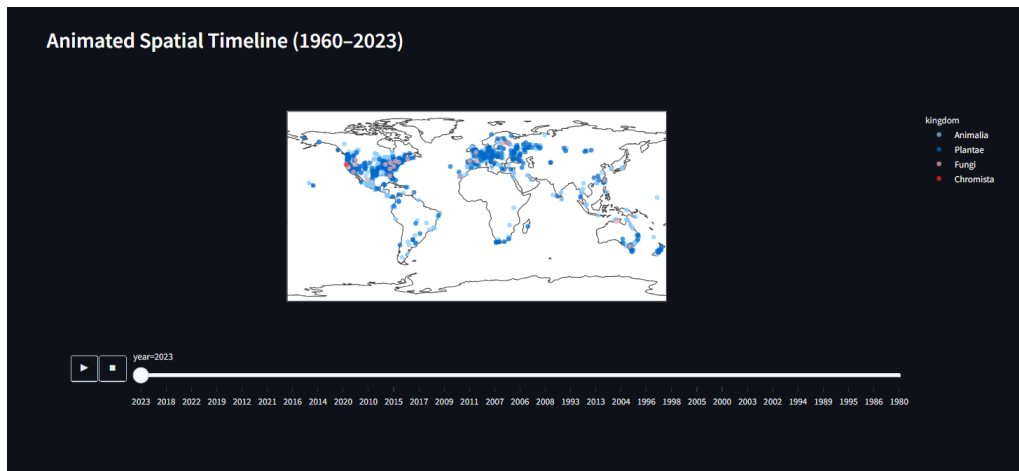 Animated Spatial Timeline (1960–2023)
kingdom
Animalia
Plantae
Fungi
Chromista
year=2023
2023 2018 2022 2019 2012 2021 2016 2014 2020 2010 2015 2017 2009 2011 2007 2006 2008 1993 2013 2004 1996 1998 2005 2000 2003 2002 1994 1989 1995 1986 1980